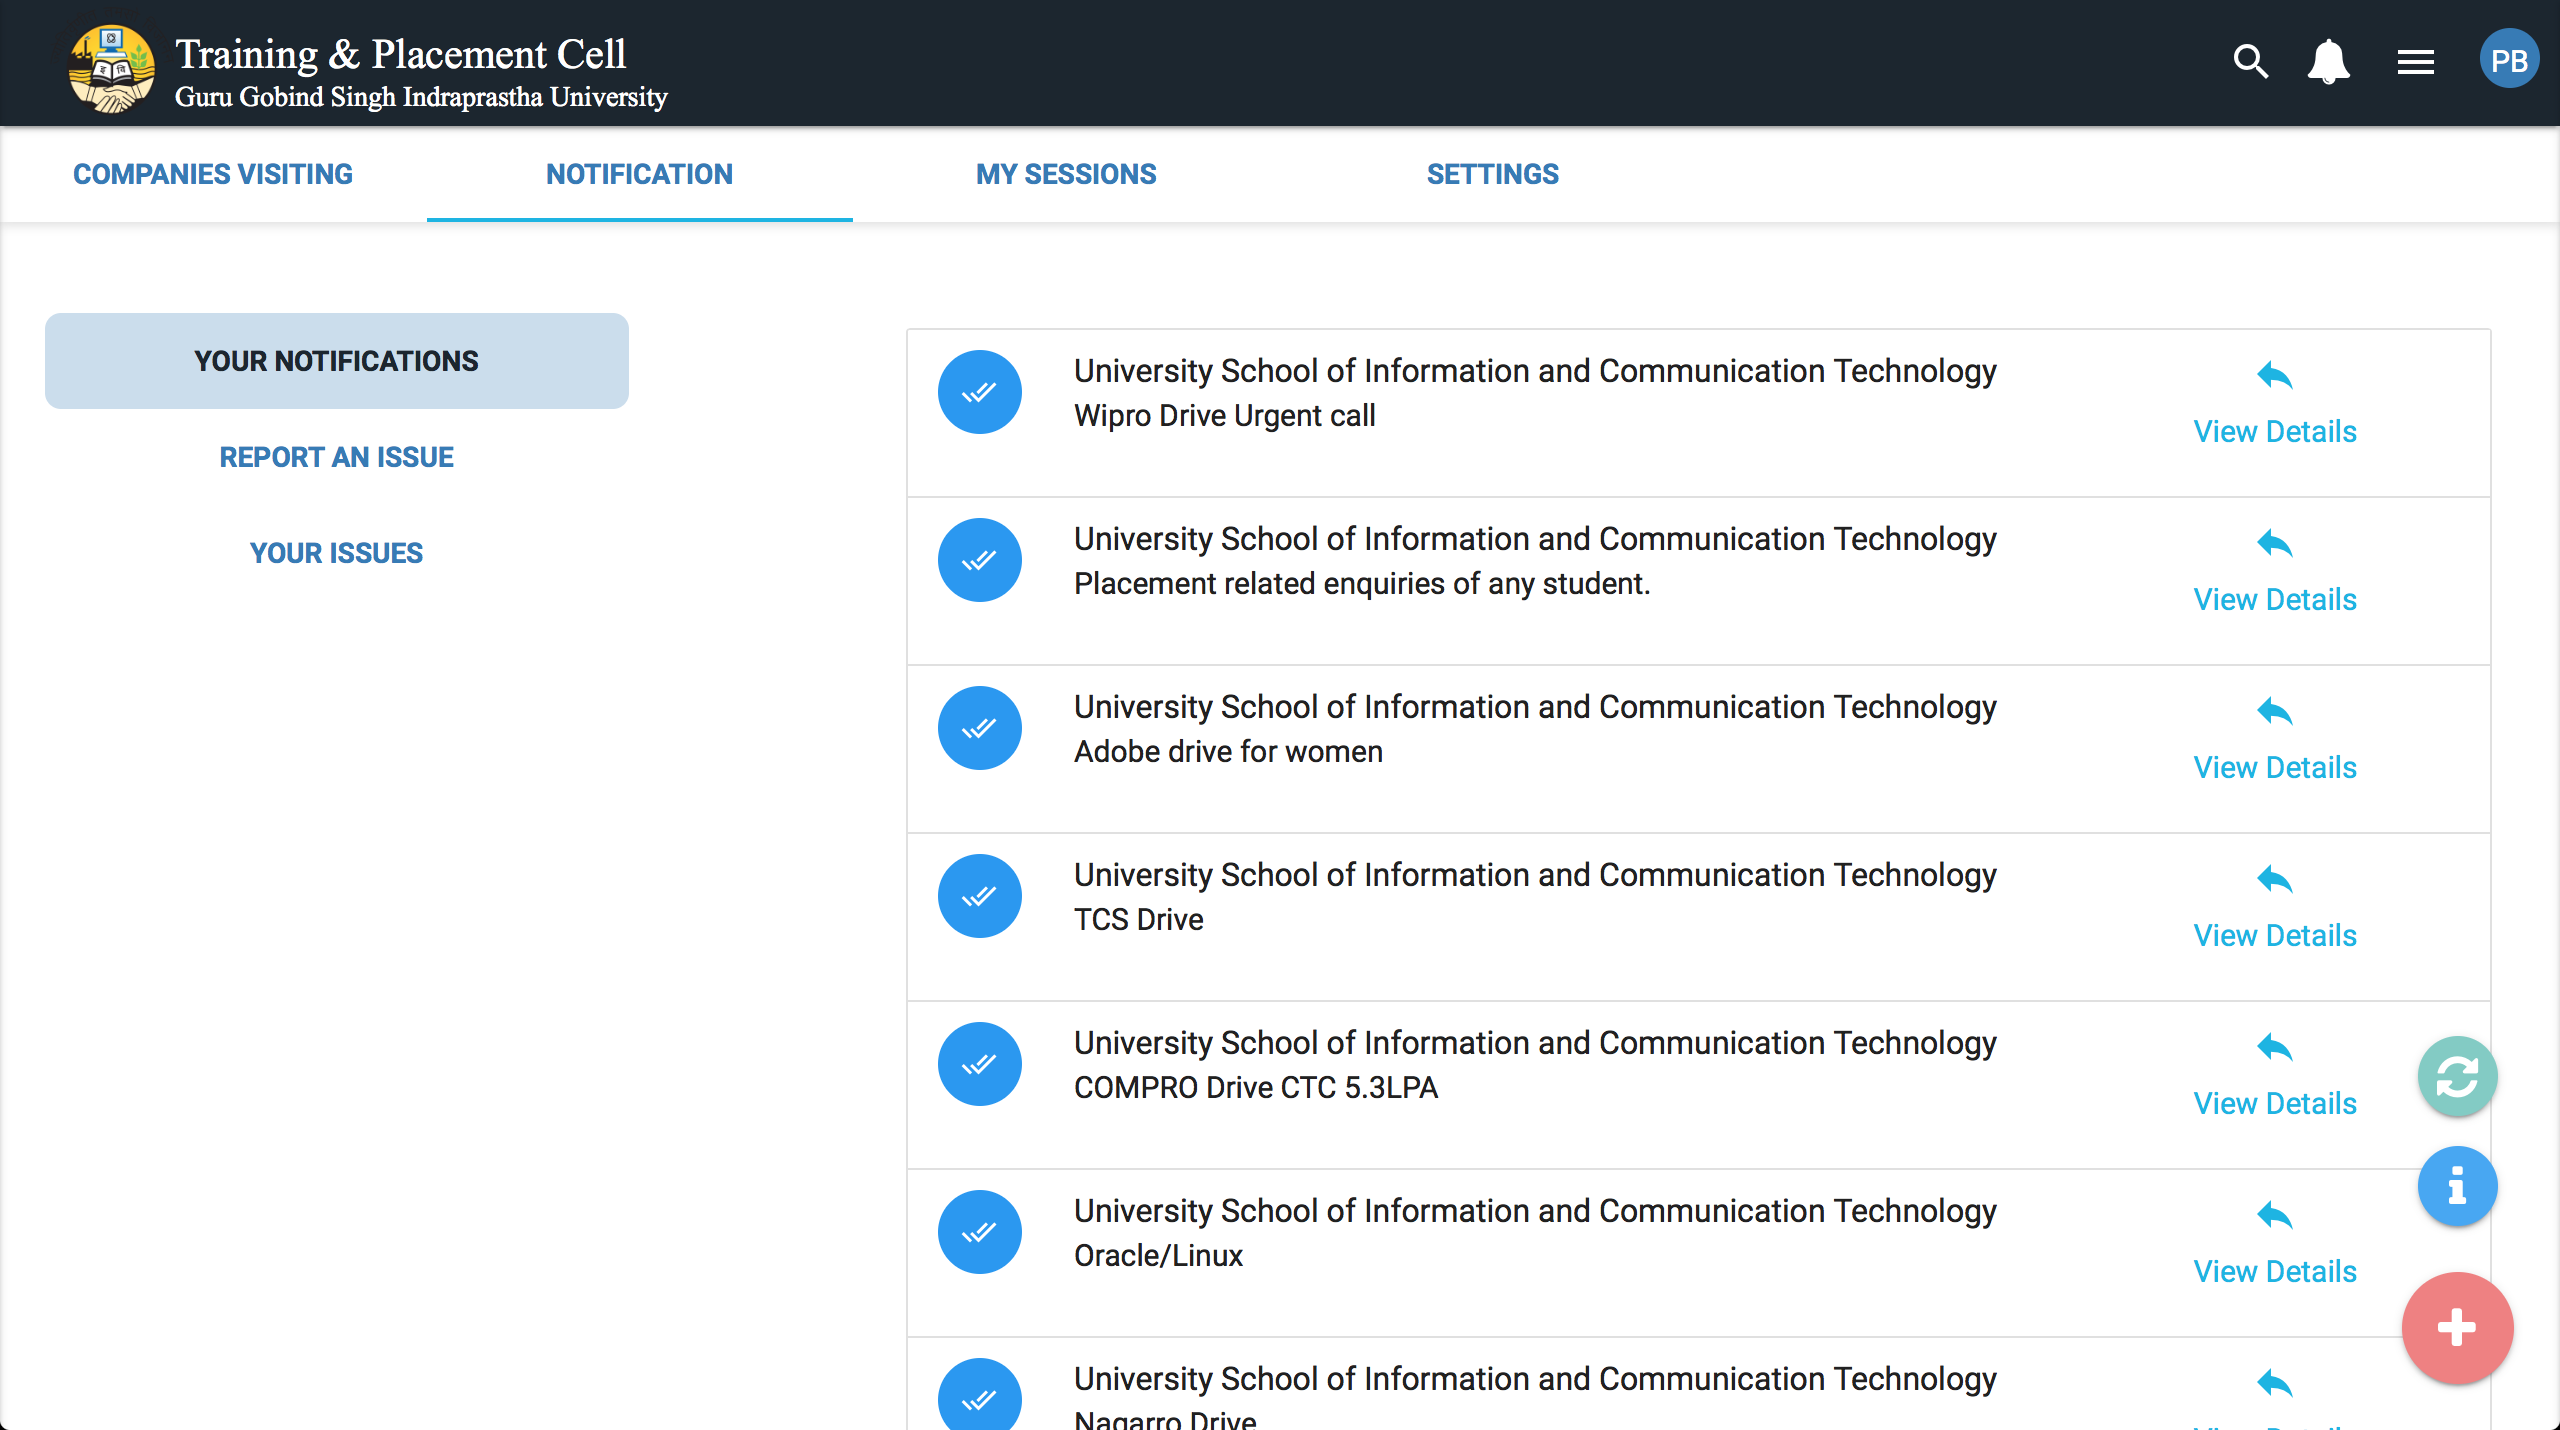 Training & Placement Cell
Guru Gobind Singh Indraprastha University
PB
COMPANIES VISITING
NOTIFICATION
MY SESSIONS
SETTINGS
YOUR NOTIFICATIONS
REPORT AN ISSUE
YOUR ISSUES
University School of Information and Communication Technology
Wipro Drive Urgent call
View Details
University School of Information and Communication Technology
Placement related enquiries of any student.
View Details
University School of Information and Communication Technology
Adobe drive for women
View Details
University School of Information and Communication Technology
TCS Drive
View Details
University School of Information and Communication Technology
COMPRO Drive CTC 5.3LPA
View Details
University School of Information and Communication Technology
Oracle/Linux
View Details
University School of Information and Communication Technology
Nagarro Drive